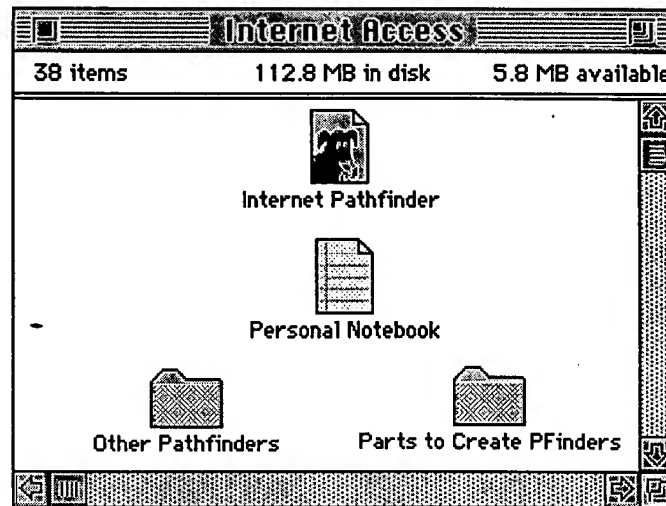 Internet Access
38 items 112.8 MB in disk 5.8 MB available
Internet Pathfinder
Personal Notebook
Other Pathfinders Parts to Create PFinders